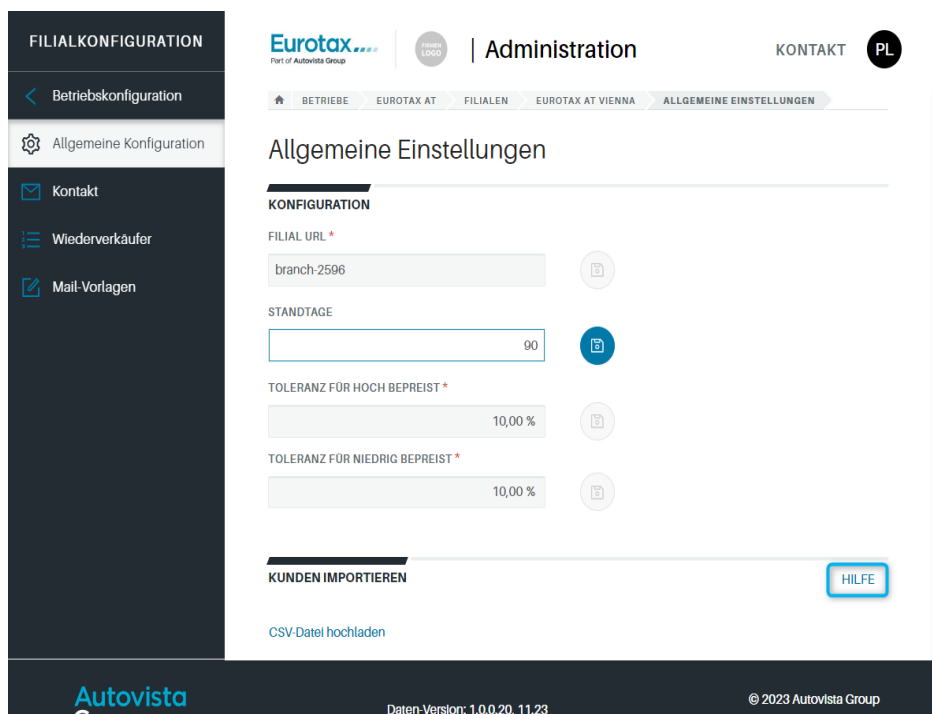 FILIALKONFIGURATION
Betriebskonfiguration
Allgemeine Konfiguration
Kontakt
Wiederverkäufer
Mail-Vorlagen
Eurotax....
Part of Autovista Group
FIRMEN
LOGO
| Administration
KONTAKT
PL
BETRIEBE EUROTAX AT FILIALEN EUROTAX AT VIENNA ALLGEMEINE EINSTELLUNGEN
Allgemeine Einstellungen
KONFIGURATION
FILIAL URL *
branch-2596
STANDTAGE
90
TOLERANZ FÜR HOCH BEPREIST *
10,00 %
TOLERANZ FÜR NIEDRIG BEPREIST *
10,00 %
KUNDEN IMPORTIEREN
HILFE
CSV-Datei hochladen
Autovista
Daten-Version: 1.0.0.20, 11.23
© 2023 Autovista Group